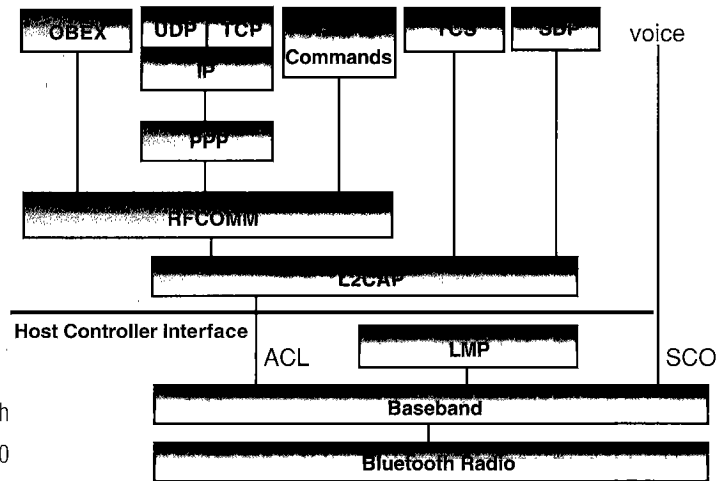 OBEX
UDP TCP
IP
Commands
TCS
SDP
voice
PPP
RFCOMM
L2CAP
Host Controller interface
LMP
ACL
SCO
Baseband
Bluetooth Radio